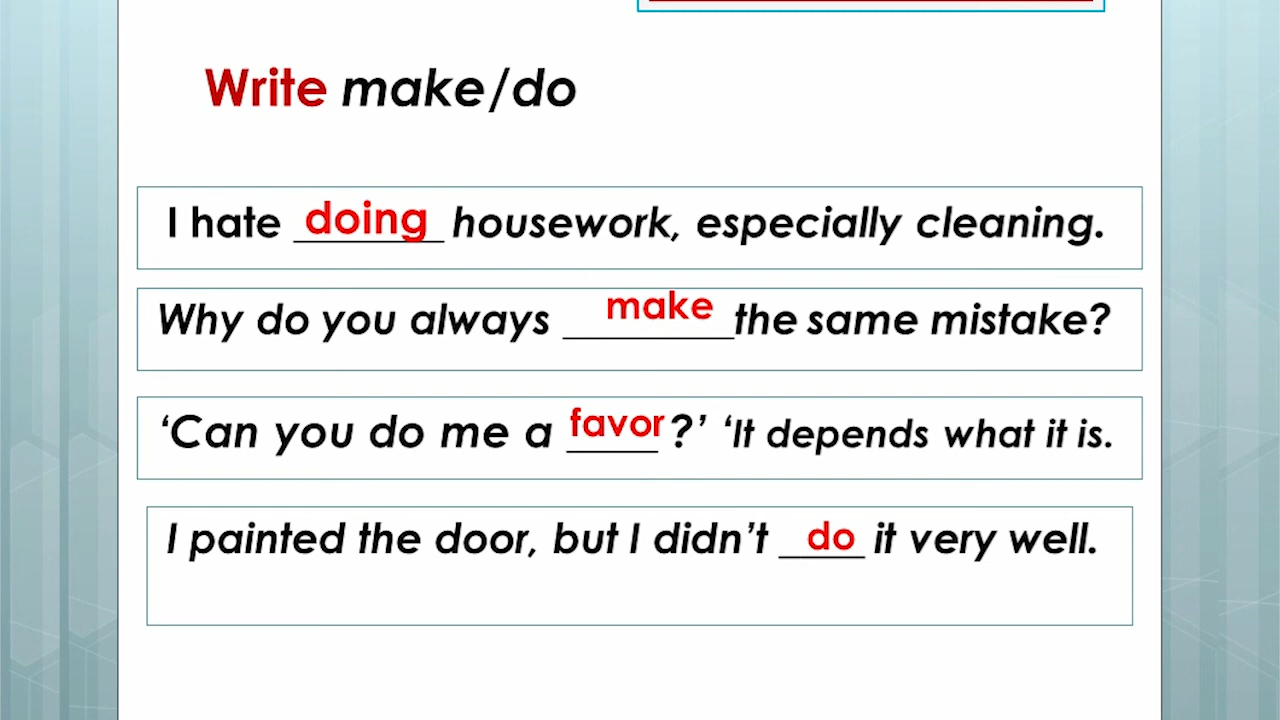 Write make/do
I hate doing housework, especially cleaning.
Why do you always make the same mistake?
‘Can you do me a favor ?’ ‘It depends what it is.
I painted the door, but I didn’t do it very well.